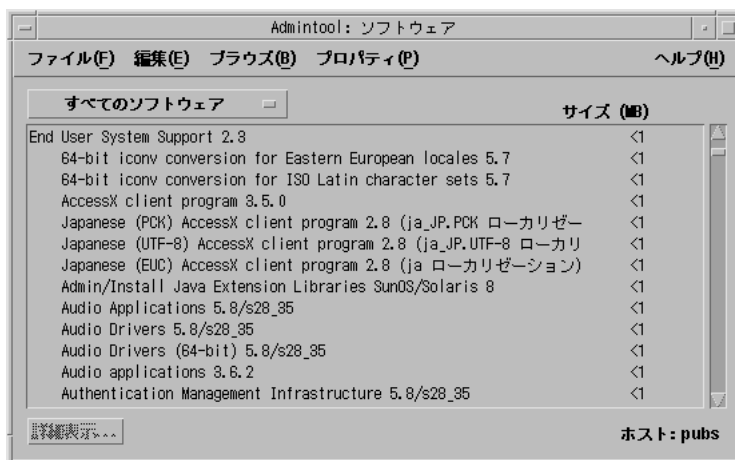 Admintool: ソフトウェア
ファイル(F) 編集(E) ブラウズ(B) プロパティ(P) ヘルプ(H)
すべてのソフトウェア
サイズ (MB)
End User System Support 2.3 <1
64-bit iconv conversion for Eastern European locales 5.7 <1
64-bit iconv conversion for ISO Latin character sets 5.7 <1
AccessX client program 3.5.0 <1
Japanese (PCK) AccessX client program 2.8 (ja_JP.PCK ローカリゼー <1
Japanese (UTF-8) AccessX client program 2.8 (ja_JP.UTF-8 ローカリ <1
Japanese (EUC) AccessX client program 2.8 (ja ローカリゼーション) <1
Admin/Install Java Extension Libraries SunOS/Solaris 8 <1
Audio Applications 5.8/s28_35 <1
Audio Drivers 5.8/s28_35 <1
Audio Drivers (64-bit) 5.8/s28_35 <1
Audio applications 3.6.2 <1
Authentication Management Infrastructure 5.8/s28_35 <1
詳細表示...
ホスト: pubs